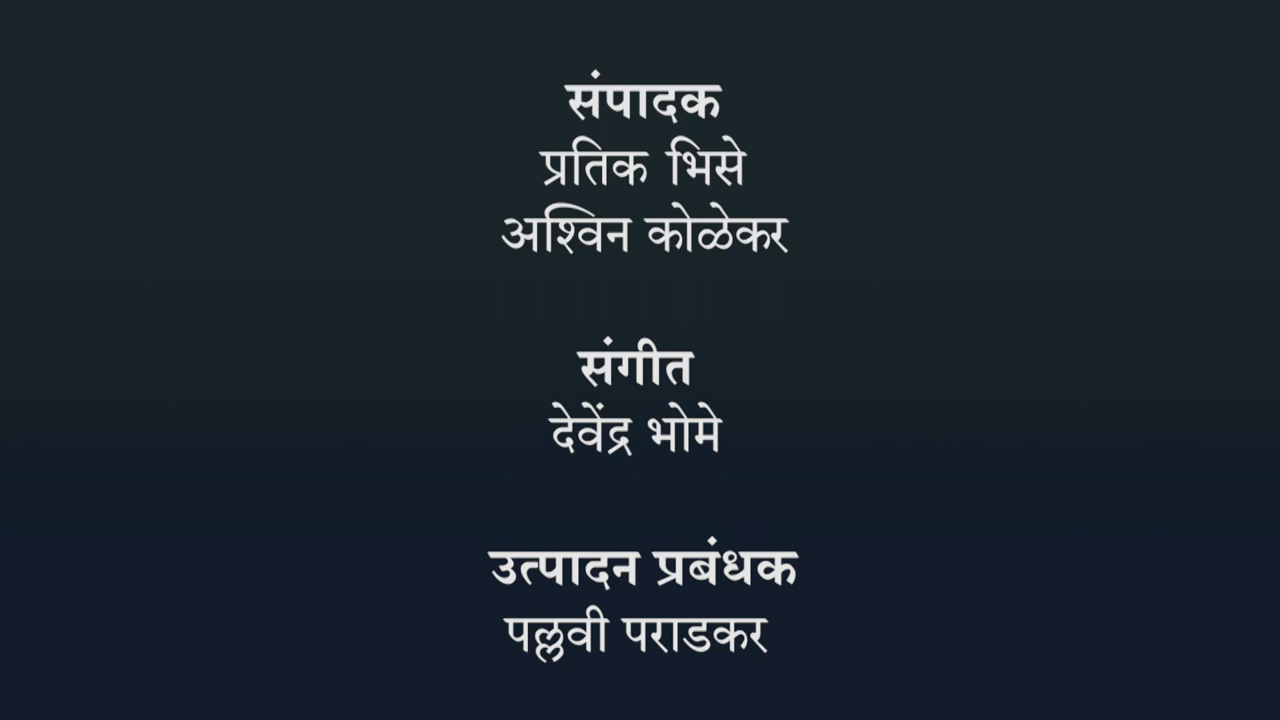 संपादक
प्रतिक भिसे
अश्विन कोळेकर
संगीत
देवेंद्र भोमे
उत्पादन प्रबंधक
पल्लवी पराडकर